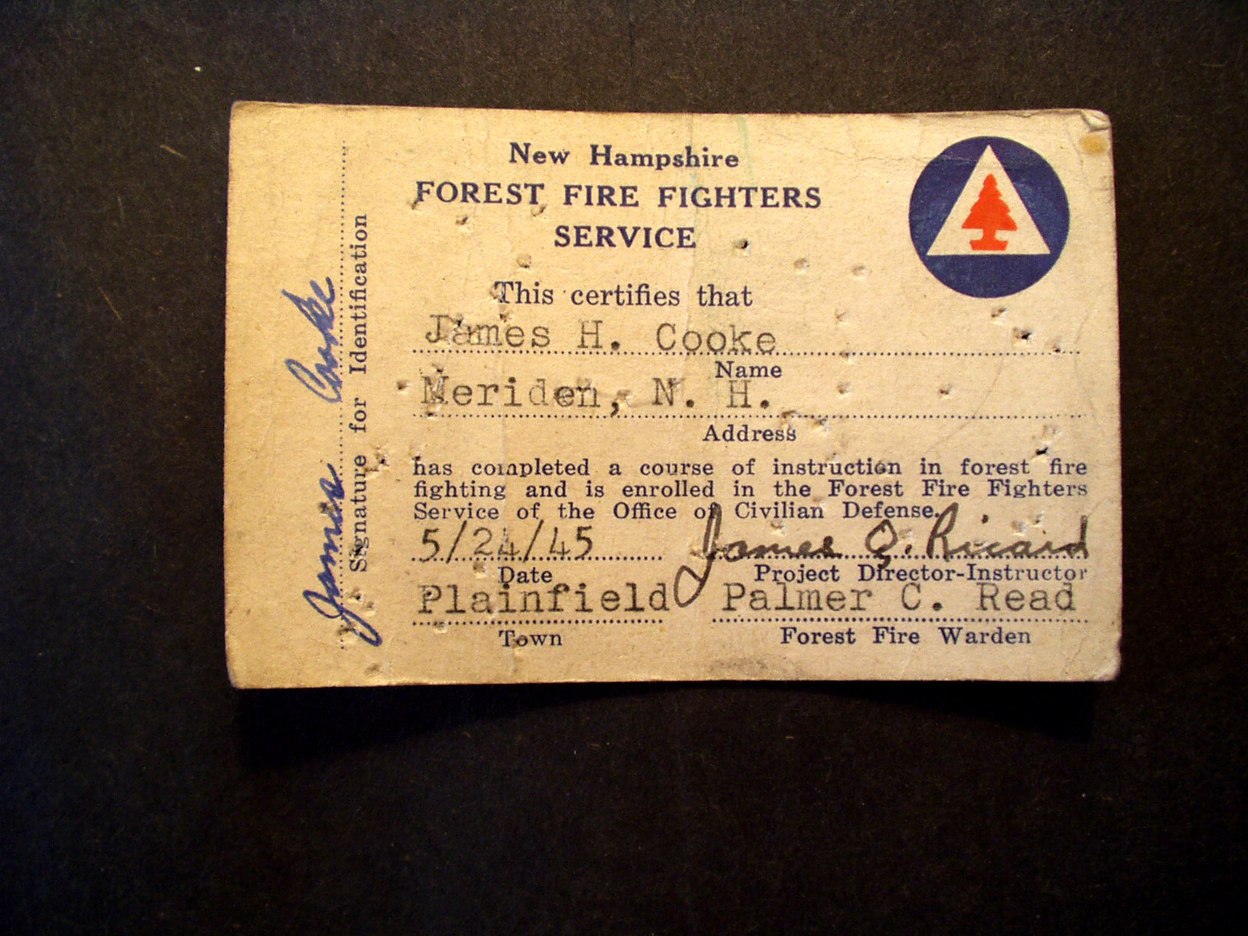 New Hampshire
FOREST FIRE FIGHTERS
SERVICE
This certifies that
James H. Cooke
Name
Meriden, N. H.
Address
has completed a course of instruction in forest fire
fighting and is enrolled in the Forest Fire Fighters
Service of the Office of Civilian Defense.
5/24/45
Date
James Q. Ricard
Project Director-Instructor
Plainfield
Town
Palmer C. Read
Forest Fire Warden
James Cooke
Signature for Identification